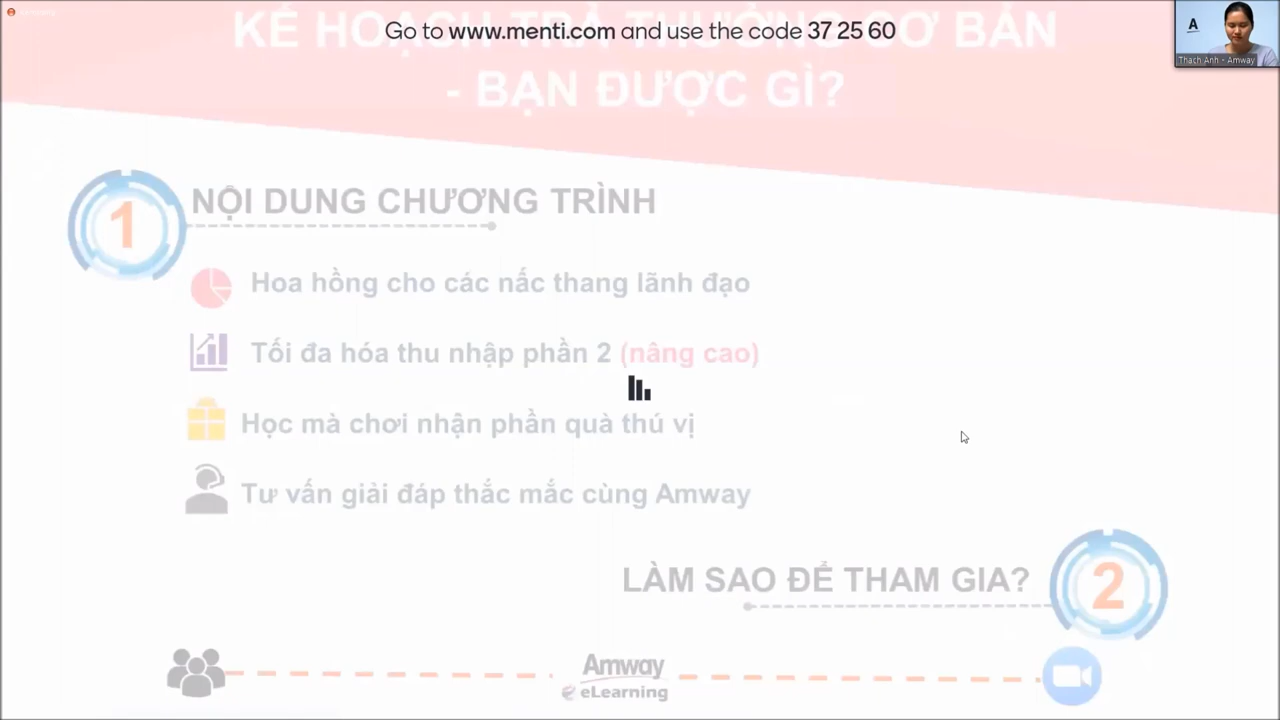 KẾ HOẠCH TRẢ THƯỞNG CƠ BẢN
Go to www.menti.com and use the code 37 25 60
- BẠN ĐƯỢC GÌ?
A
Thach Anh - Amway
1
NỘI DUNG CHƯƠNG TRÌNH
Hoa hồng cho các nấc thang lãnh đạo
Tối đa hóa thu nhập phần 2 (nâng cao)
Học mà chơi nhận phần quà thú vị
Tư vấn giải đáp thắc mắc cùng Amway
LÀM SAO ĐỂ THAM GIA?
2
Amway
eLearning